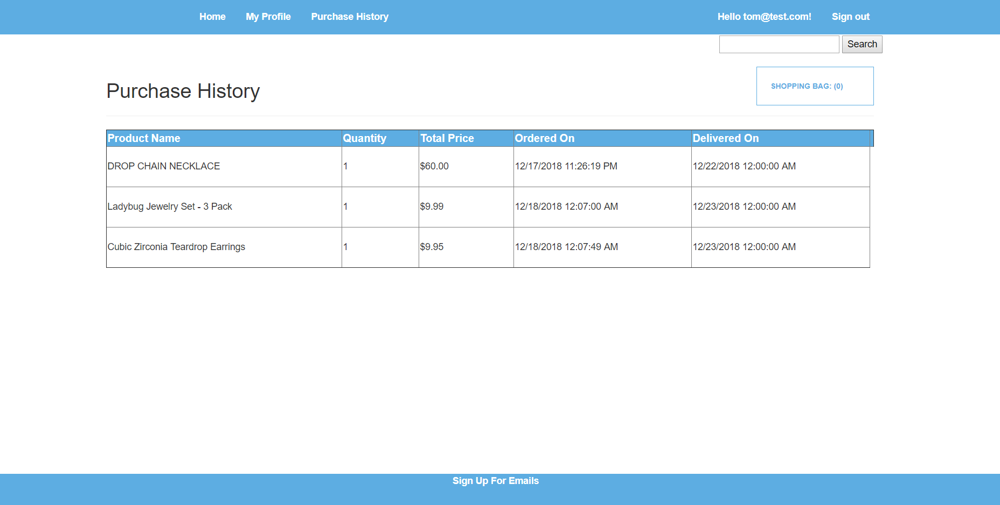 Home My Profile Purchase History Hello tom@test.com! Sign out
Search
SHOPPING BAG: (0)
Purchase History
Product Name Quantity Total Price Ordered On Delivered On
DROP CHAIN NECKLACE 1 $60.00 12/17/2018 11:26:19 PM 12/22/2018 12:00:00 AM
Ladybug Jewelry Set - 3 Pack 1 $9.99 12/18/2018 12:07:00 AM 12/23/2018 12:00:00 AM
Cubic Zirconia Teardrop Earrings 1 $9.95 12/18/2018 12:07:49 AM 12/23/2018 12:00:00 AM
Sign Up For Emails